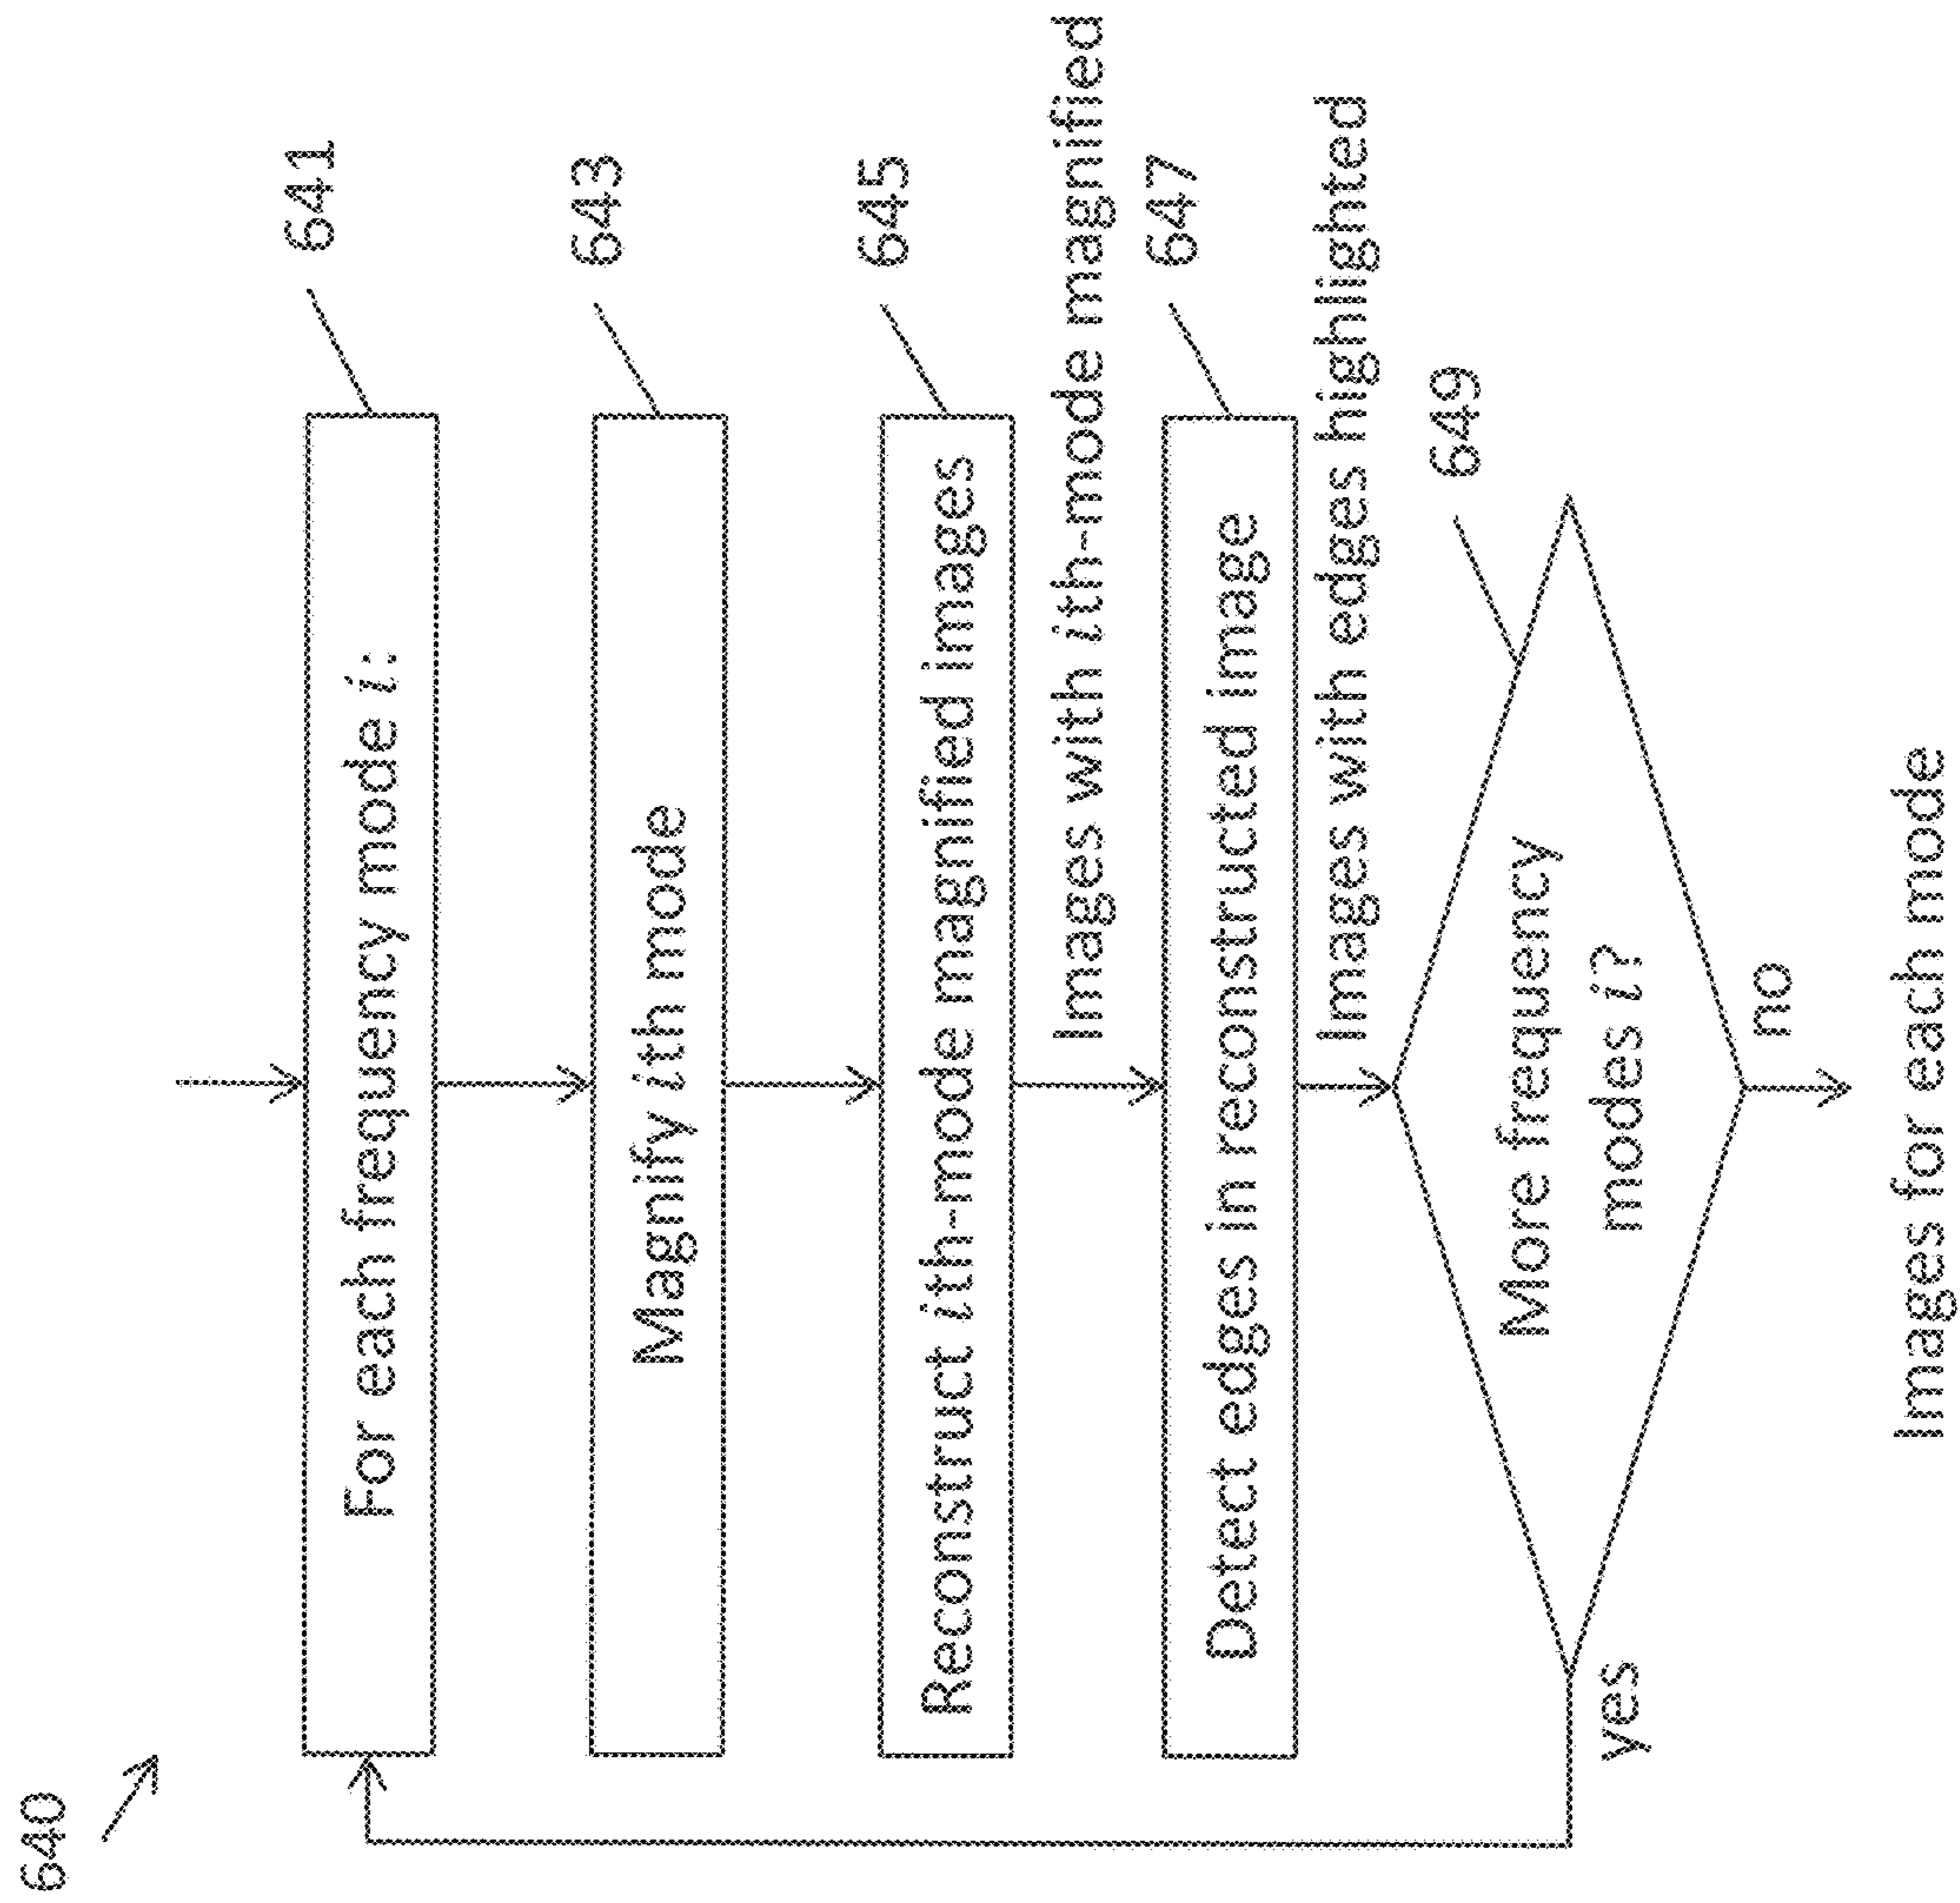 640
641
For each frequency mode i:
643
Magnify ith mode
645
Reconstruct ith-mode magnified images
Images with ith-mode magnified
647
Detect edges in reconstructed image
Images with edges highlighted
649
More frequency
modes i?
yes
no
Images for each mode